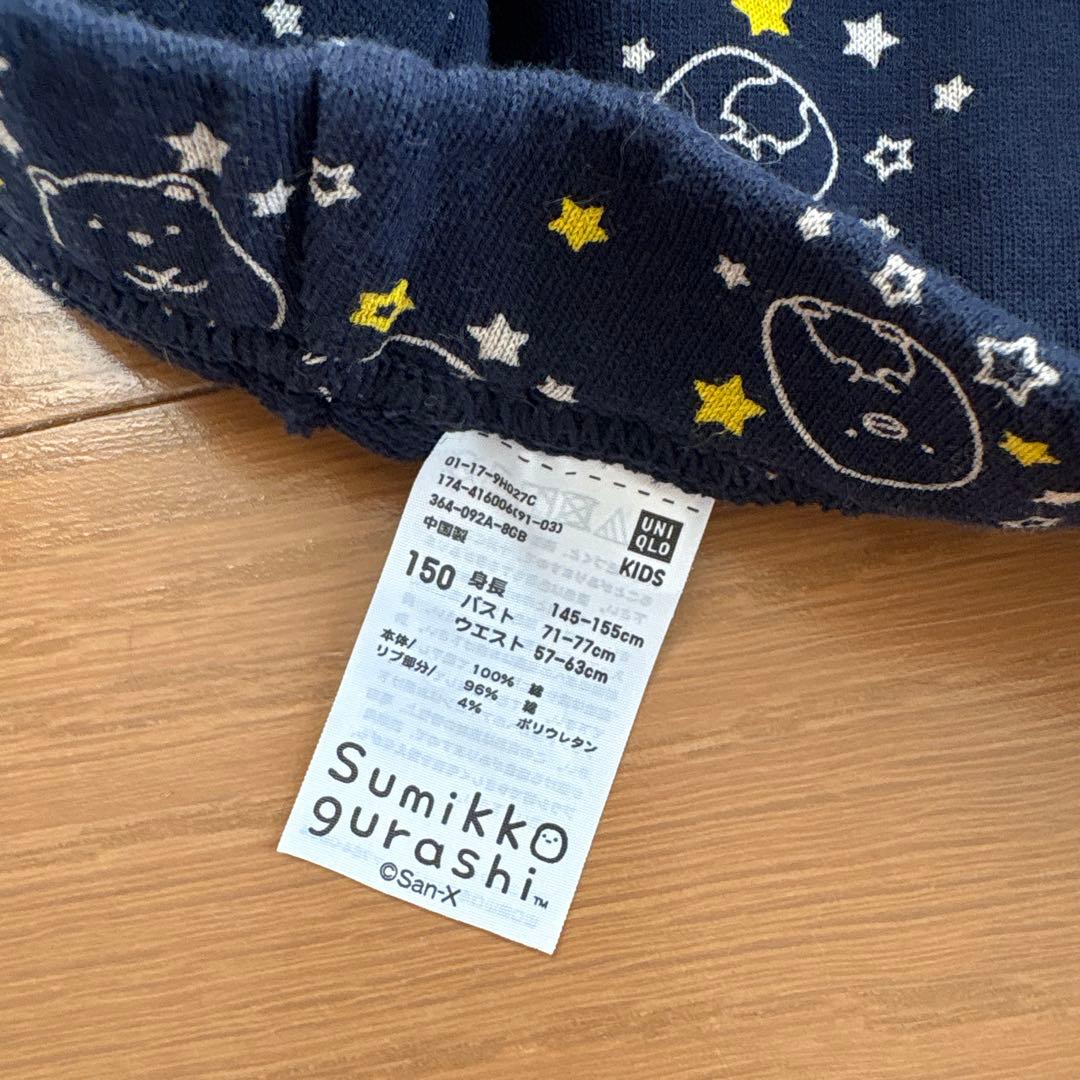 01-17-9H027C
174-416006(91-03)
364-092A-8GB
中国製
UNI
QLO
KIDS
150 身長 145-155cm
バスト 71-77cm
ウエスト 57-63cm
本体/ 100% 綿
リブ部分/ 96% 綿
4% ポリウレタン
Sumikko
gurashi™
©San-X